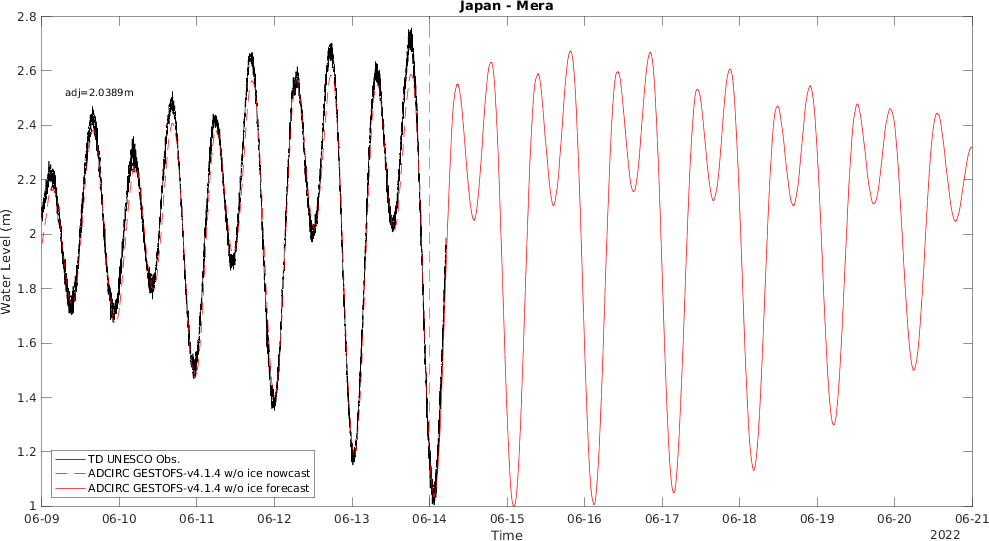 Japan - Mera
2.8
2.6
2.4
2.2
2
1.8
1.6
1.4
1.2
1
Water Level (m)
adj=2.0389m
TD UNESCO Obs.
ADCIRC GESTOFS-v4.1.4 w/o ice nowcast
ADCIRC GESTOFS-v4.1.4 w/o ice forecast
06-09 06-10 06-11 06-12 06-13 06-14 06-15 06-16 06-17 06-18 06-19 06-20 06-21
Time
2022